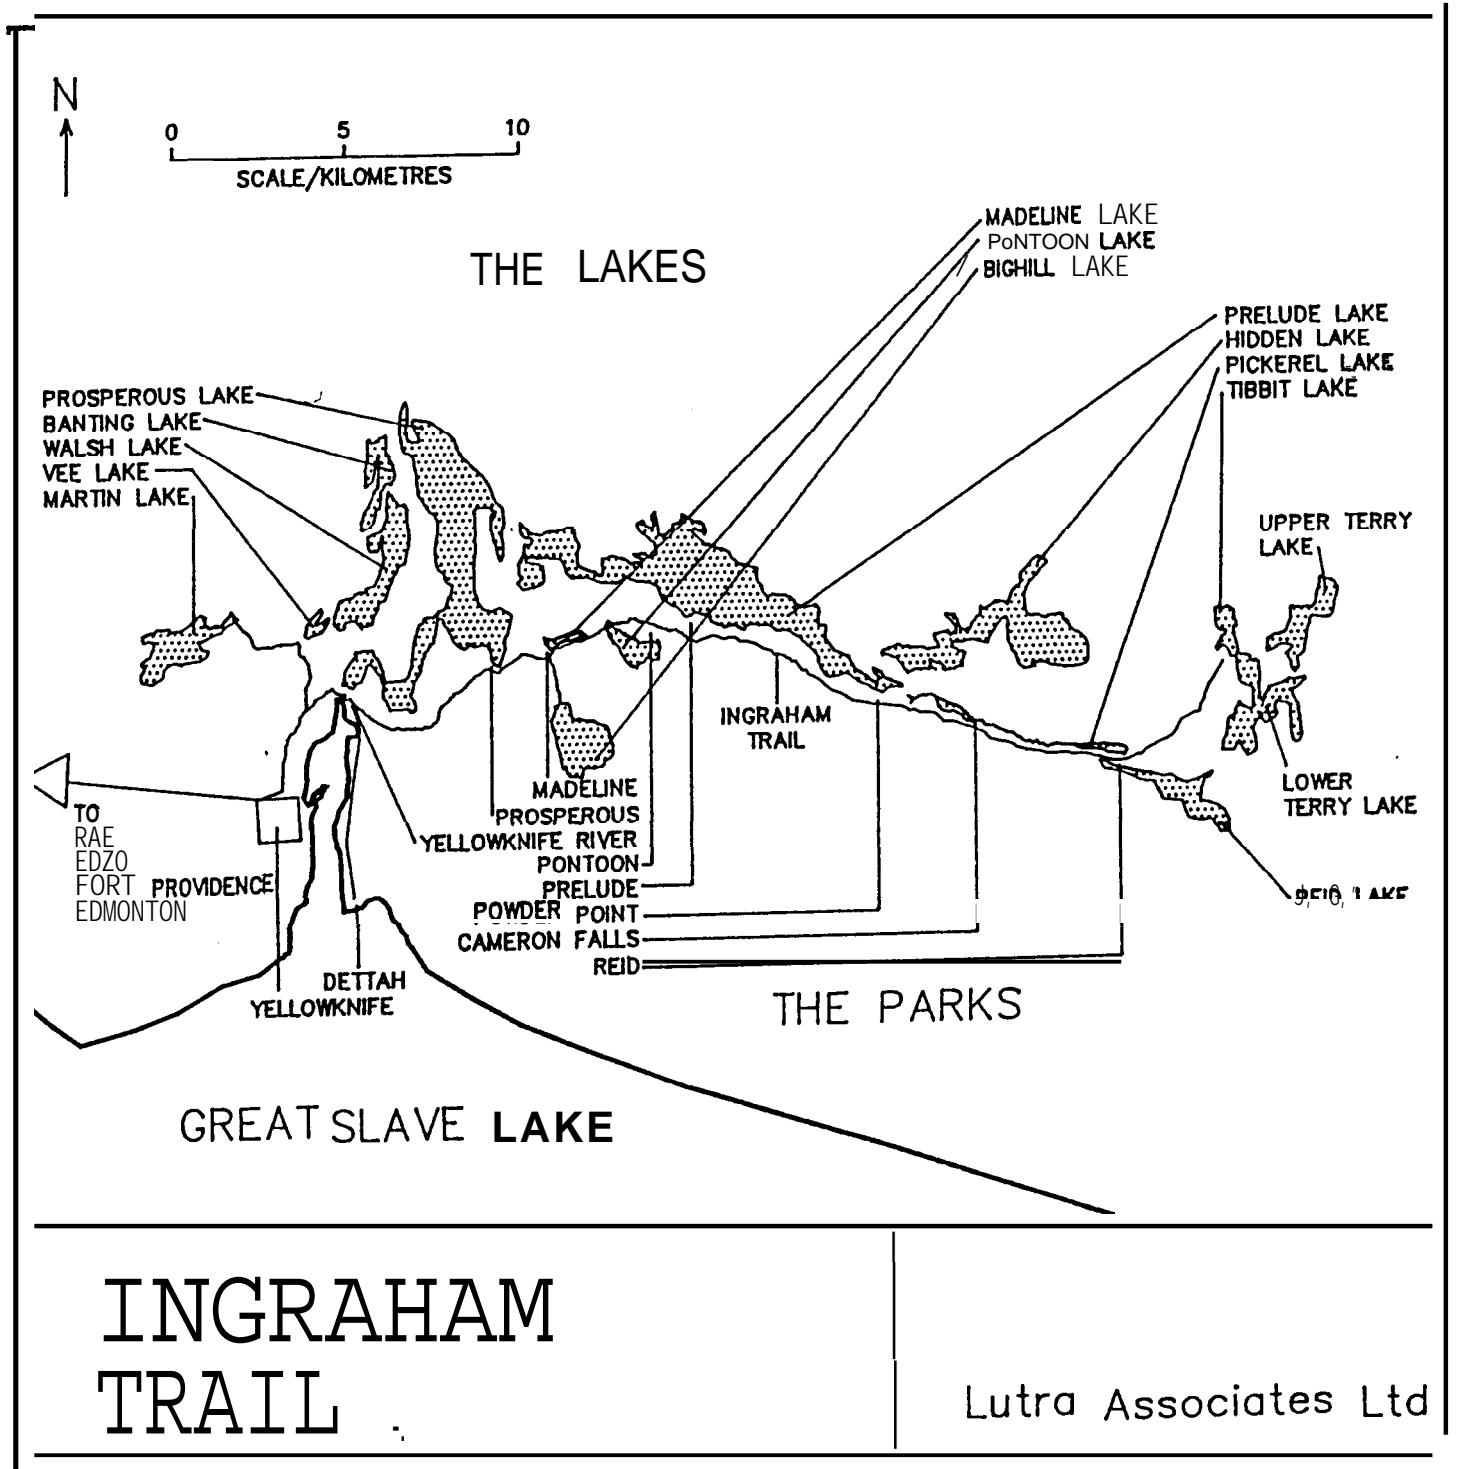 N
0 5 10
SCALE/KILOMETRES
THE LAKES
MADELINE LAKE
PoNTOON LAKE
BIGHILL LAKE
PRELUDE LAKE
HIDDEN LAKE
PICKEREL LAKE
TIBBIT LAKE
PROSPEROUS LAKE
BANTING LAKE
WALSH LAKE
VEE LAKE
MARTIN LAKE
UPPER TERRY
LAKE
INGRAHAM
TRAIL
LOWER
TERRY LAKE
TO
RAE
EDZO
FORT PROVIDENCE
EDMONTON
MADELINE
PROSPEROUS
YELLOWKNIFE RIVER
PONTOON
PRELUDE
POWDER POINT
CAMERON FALLS
REID
LAKE
DETTAH
YELLOWKNIFE
THE PARKS
GREAT SLAVE LAKE
INGRAHAM
TRAIL
Lutra Associates Ltd